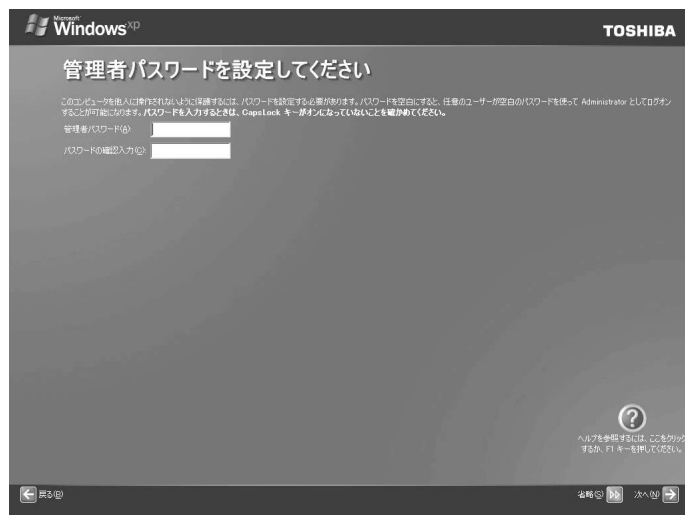 Microsoft
Windows xp
TOSHIBA
管理者パスワードを設定してください
このコンピュータを他人に操作されないように保護するには、パスワードを設定する必要があります。パスワードを空白にすると、任意のユーザーが空白のパスワードを使って Administrator としてログオン
することが可能になります。パスワードを入力するときは、CapsLock キーがオンになっていないことを確かめてください。
管理者パスワード(A)
パスワードの確認入力(C):
ヘルプを参照するには、ここをクリック
するか、F1 キーを押してください。
戻る(B)
省略(S)
次へ(N)